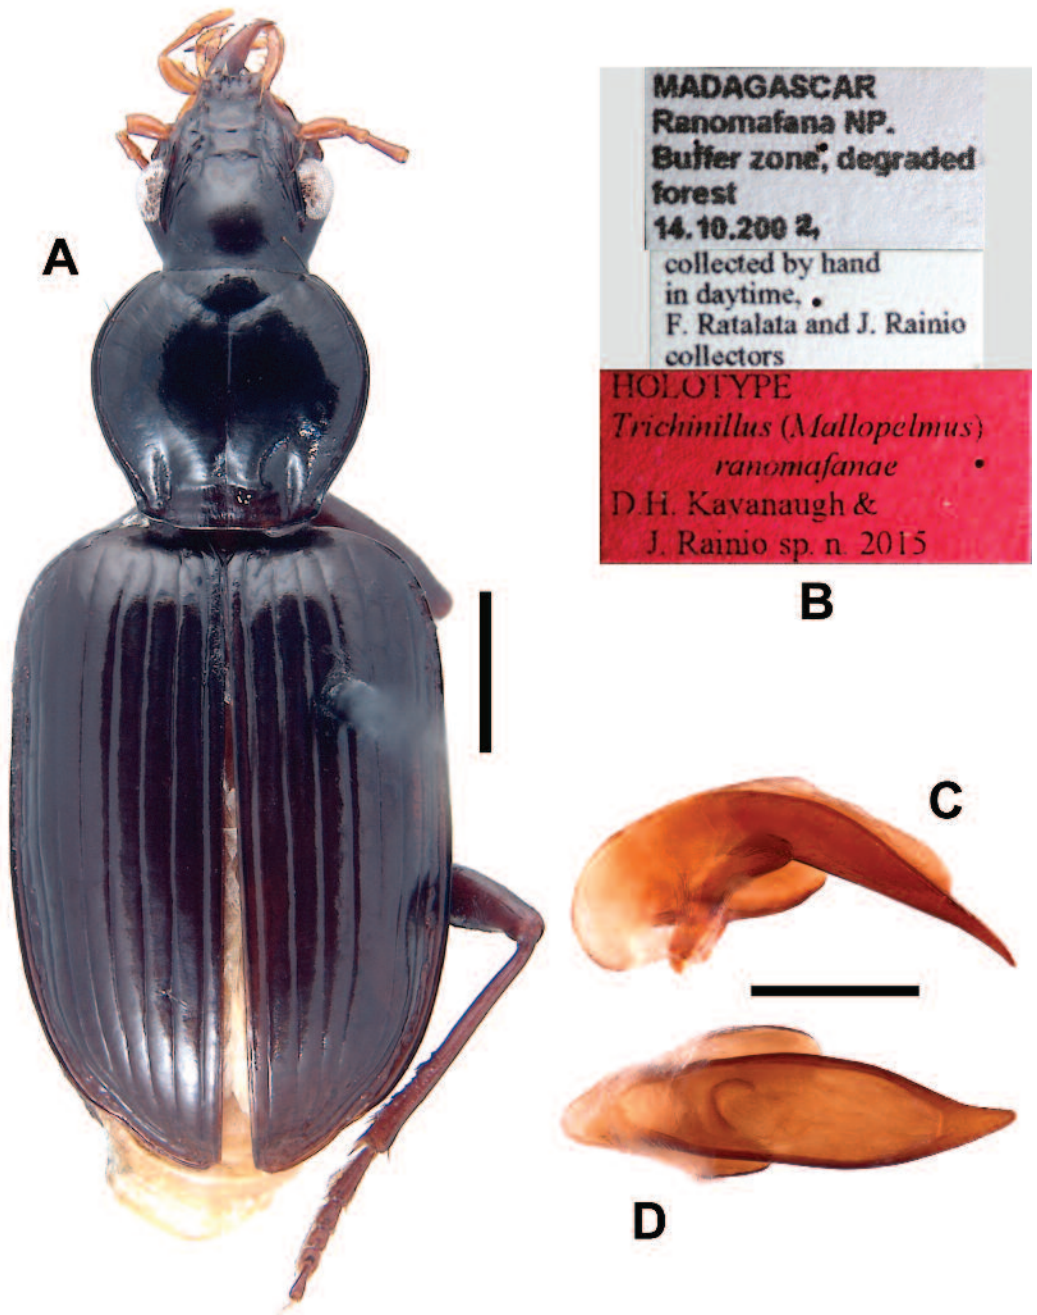 A
MADAGASCAR
Ranomafana NP.
Buffer zone, degraded
forest
14.10.2002,
collected by hand
in daytime,
F. Ratalata and J. Rainio
collectors
HOLOTYPE
Trichinillus (Mallopelmus)
ranomafanae
D.H. Kavanaugh &
J. Rainio sp. n. 2015
B
C
D